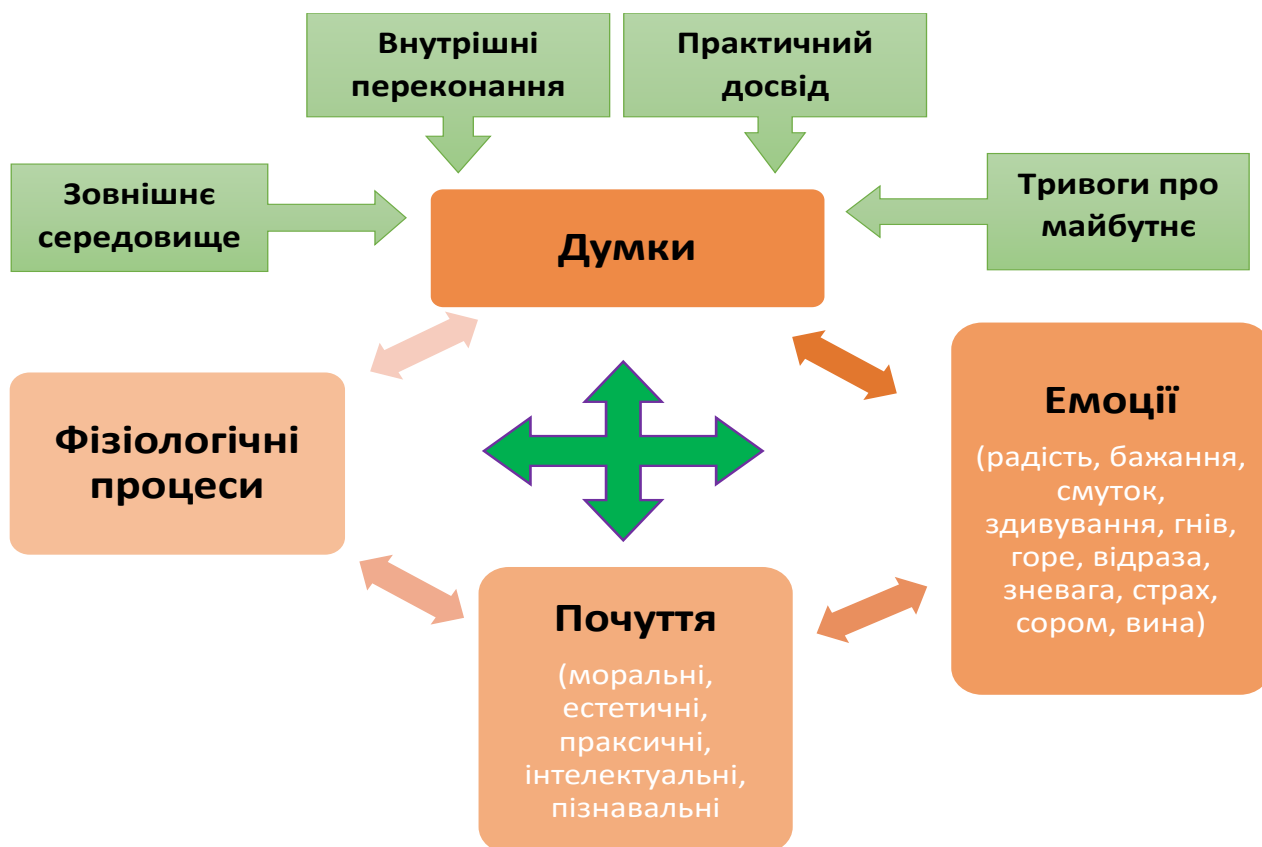 Внутрішні
переконання
Практичний
досвід
Зовнішнє
середовище
Тривоги про
майбутнє
Думки
Фізіологічні
процеси
Емоції
(радість, бажання,
смуток,
здивування, гнів,
горе, відраза,
зневага, страх,
сором, вина)
Почуття
(моральні,
естетичні,
праксичні,
інтелектуальні,
пізнавальні